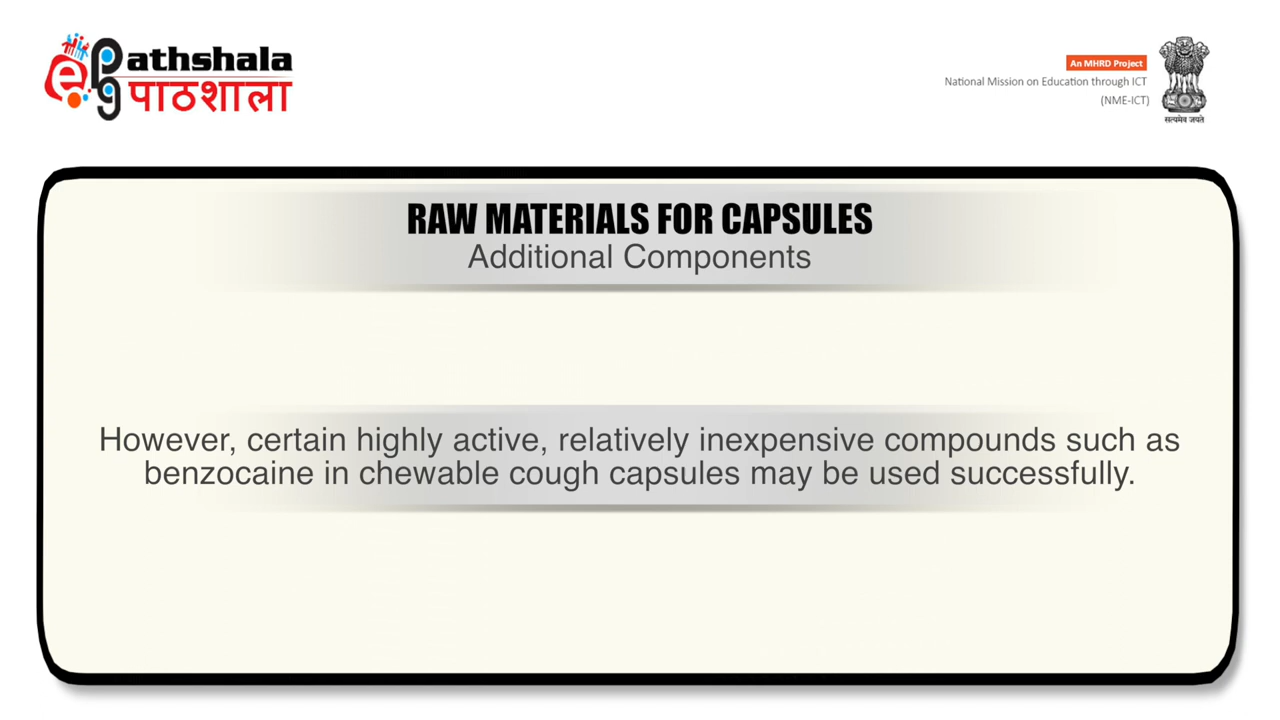 e pg Pathshala
पाठशाला
An MHRD Project
National Mission on Education through ICT
(NME-ICT)
सत्यमेव जयते
RAW MATERIALS FOR CAPSULES
Additional Components
However, certain highly active, relatively inexpensive compounds such as
benzocaine in chewable cough capsules may be used successfully.